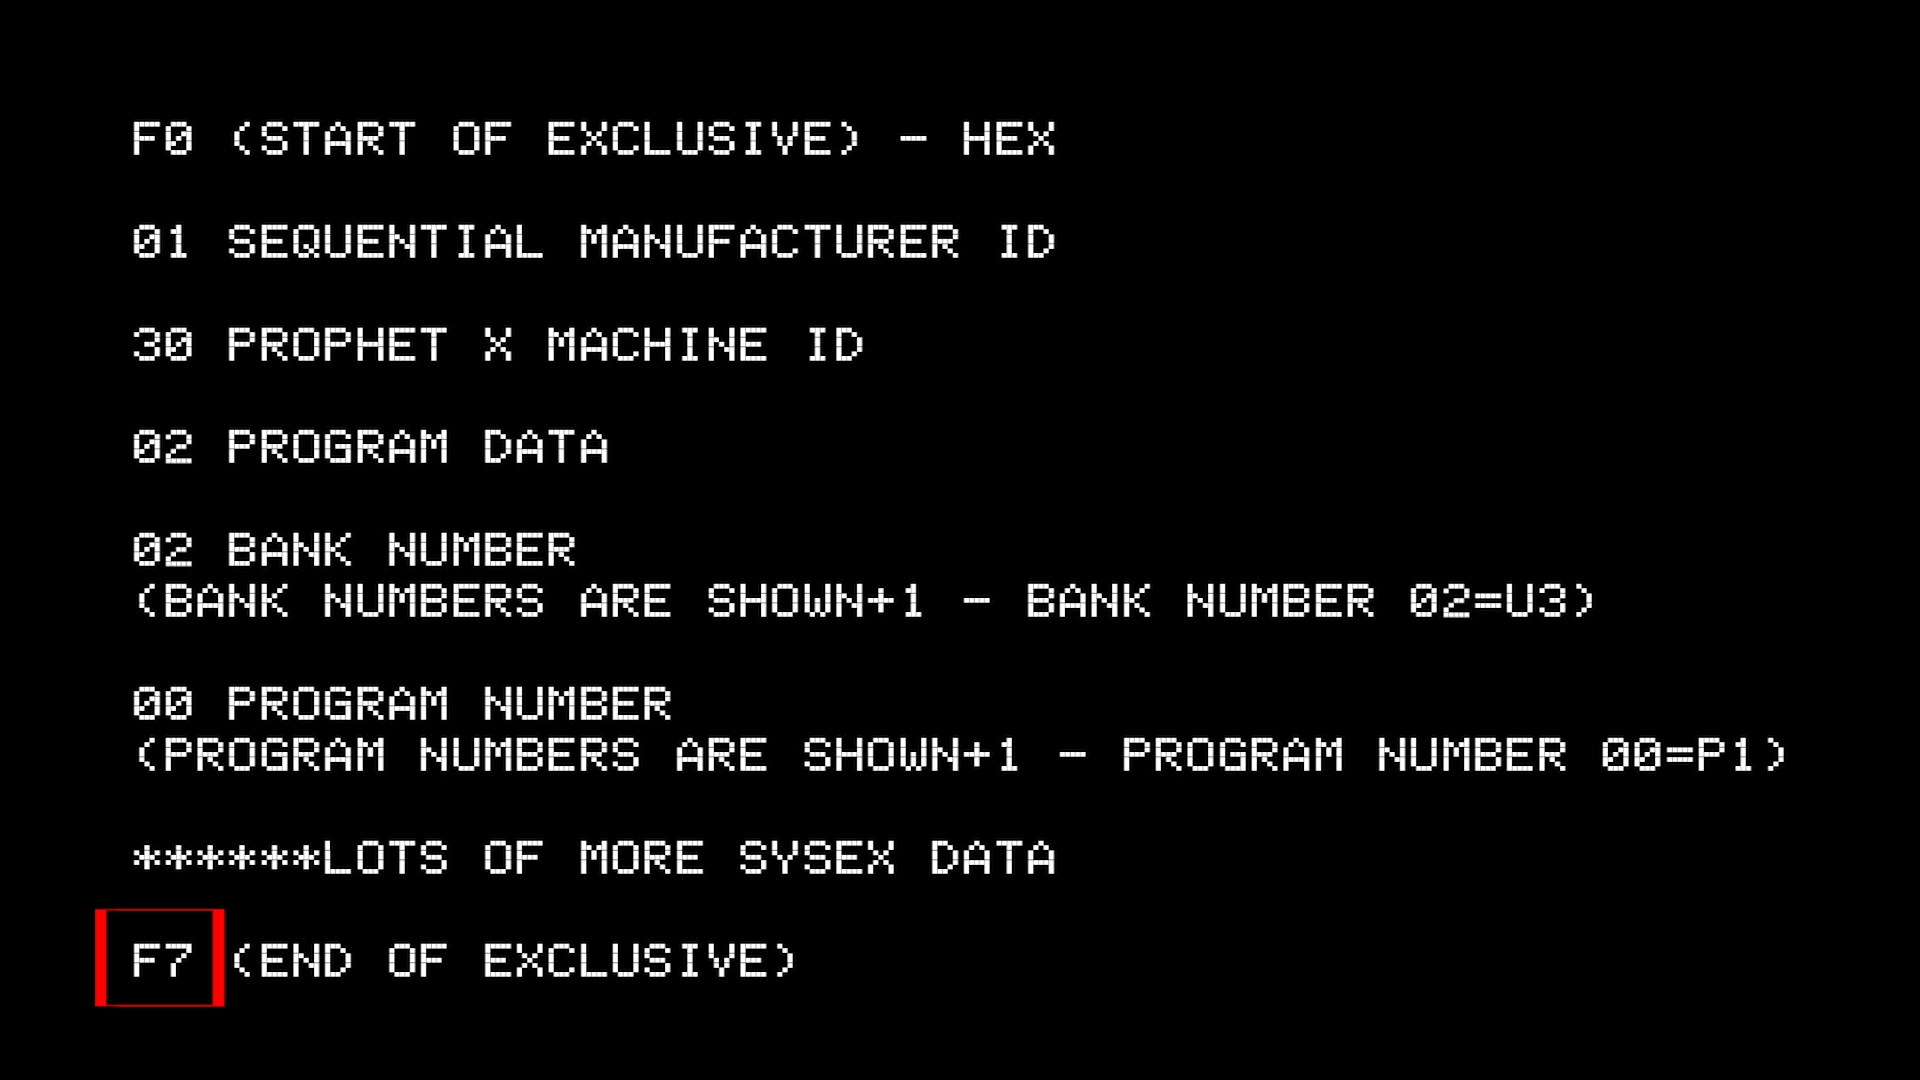 F0 (START OF EXCLUSIVE) - HEX
01 SEQUENTIAL MANUFACTURER ID
30 PROPHET X MACHINE ID
02 PROGRAM DATA
02 BANK NUMBER
(BANK NUMBERS ARE SHOWN+1 - BANK NUMBER 02=U3)
00 PROGRAM NUMBER
(PROGRAM NUMBERS ARE SHOWN+1 - PROGRAM NUMBER 00=P1)
******LOTS OF MORE SYSEX DATA
F7 (END OF EXCLUSIVE)